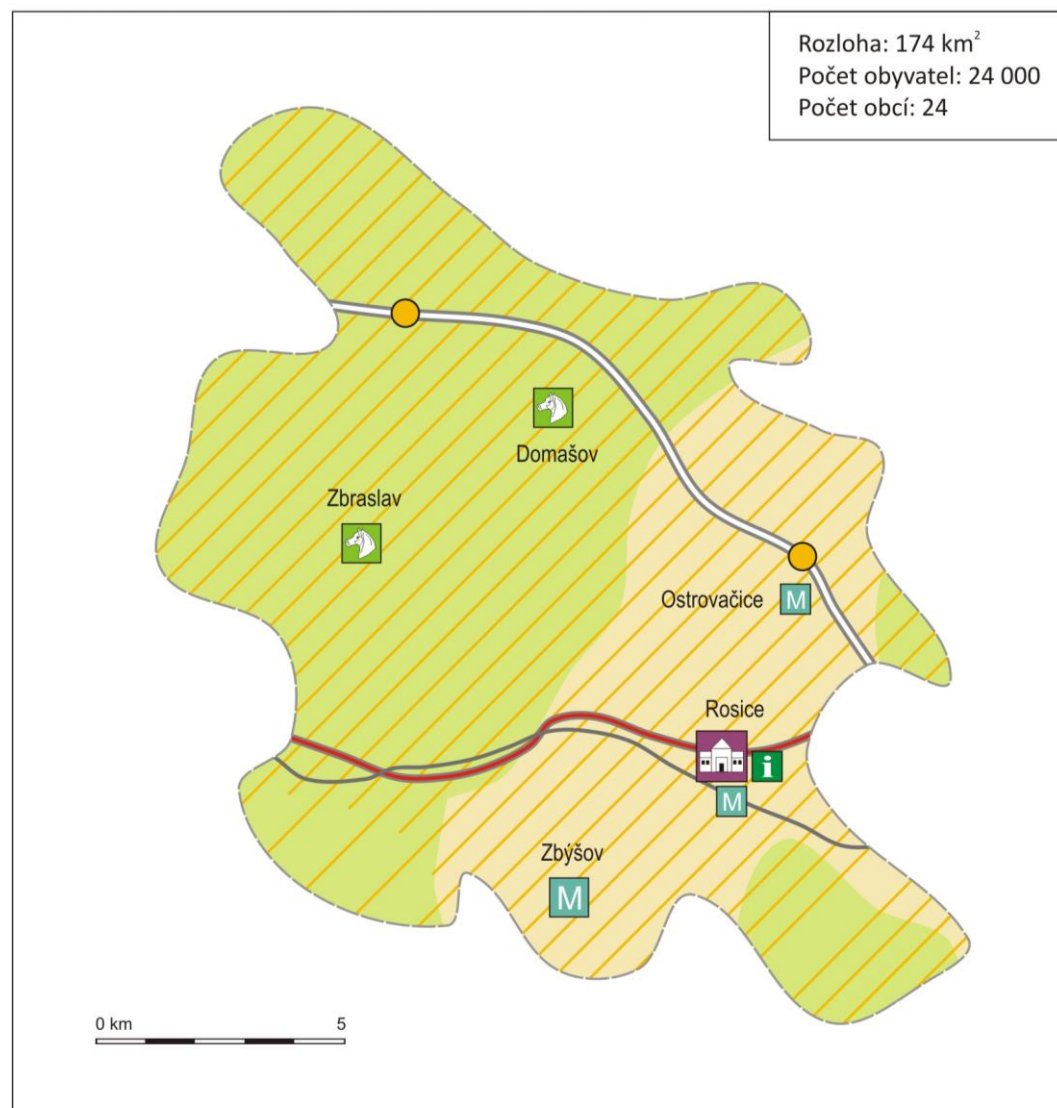 Rozloha: 174 km²
Počet obyvatel: 24 000
Počet obcí: 24
Domašov
Zbraslav
Ostrovačice
M
Rosice
i
M
Zbýšov
M
0 km 5